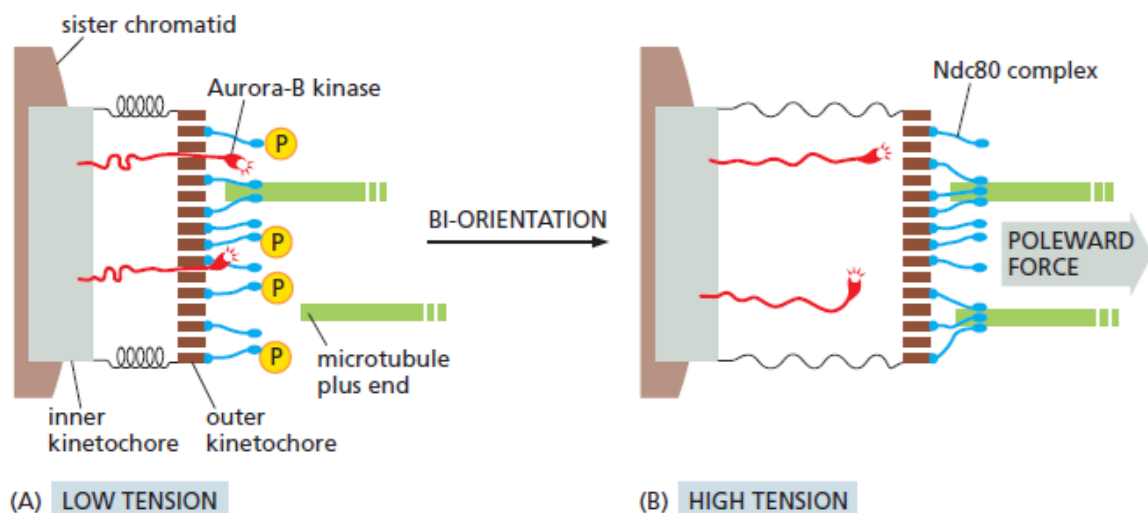 sister chromatid
Aurora-B kinase
P
P
P
P
microtubule
plus end
inner
kinetochore
outer
kinetochore
(A) LOW TENSION
BI-ORIENTATION
Ndc80 complex
POLEWARD
FORCE
(B) HIGH TENSION